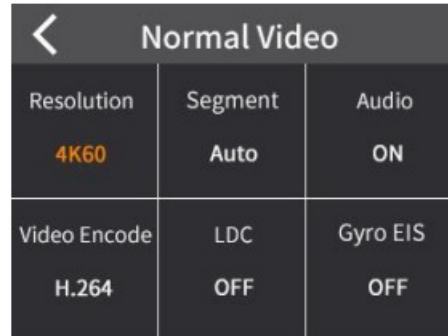 Normal Video
Resolution Segment Audio
4K60 Auto ON
Video Encode LDC Gyro EIS
H.264 OFF OFF